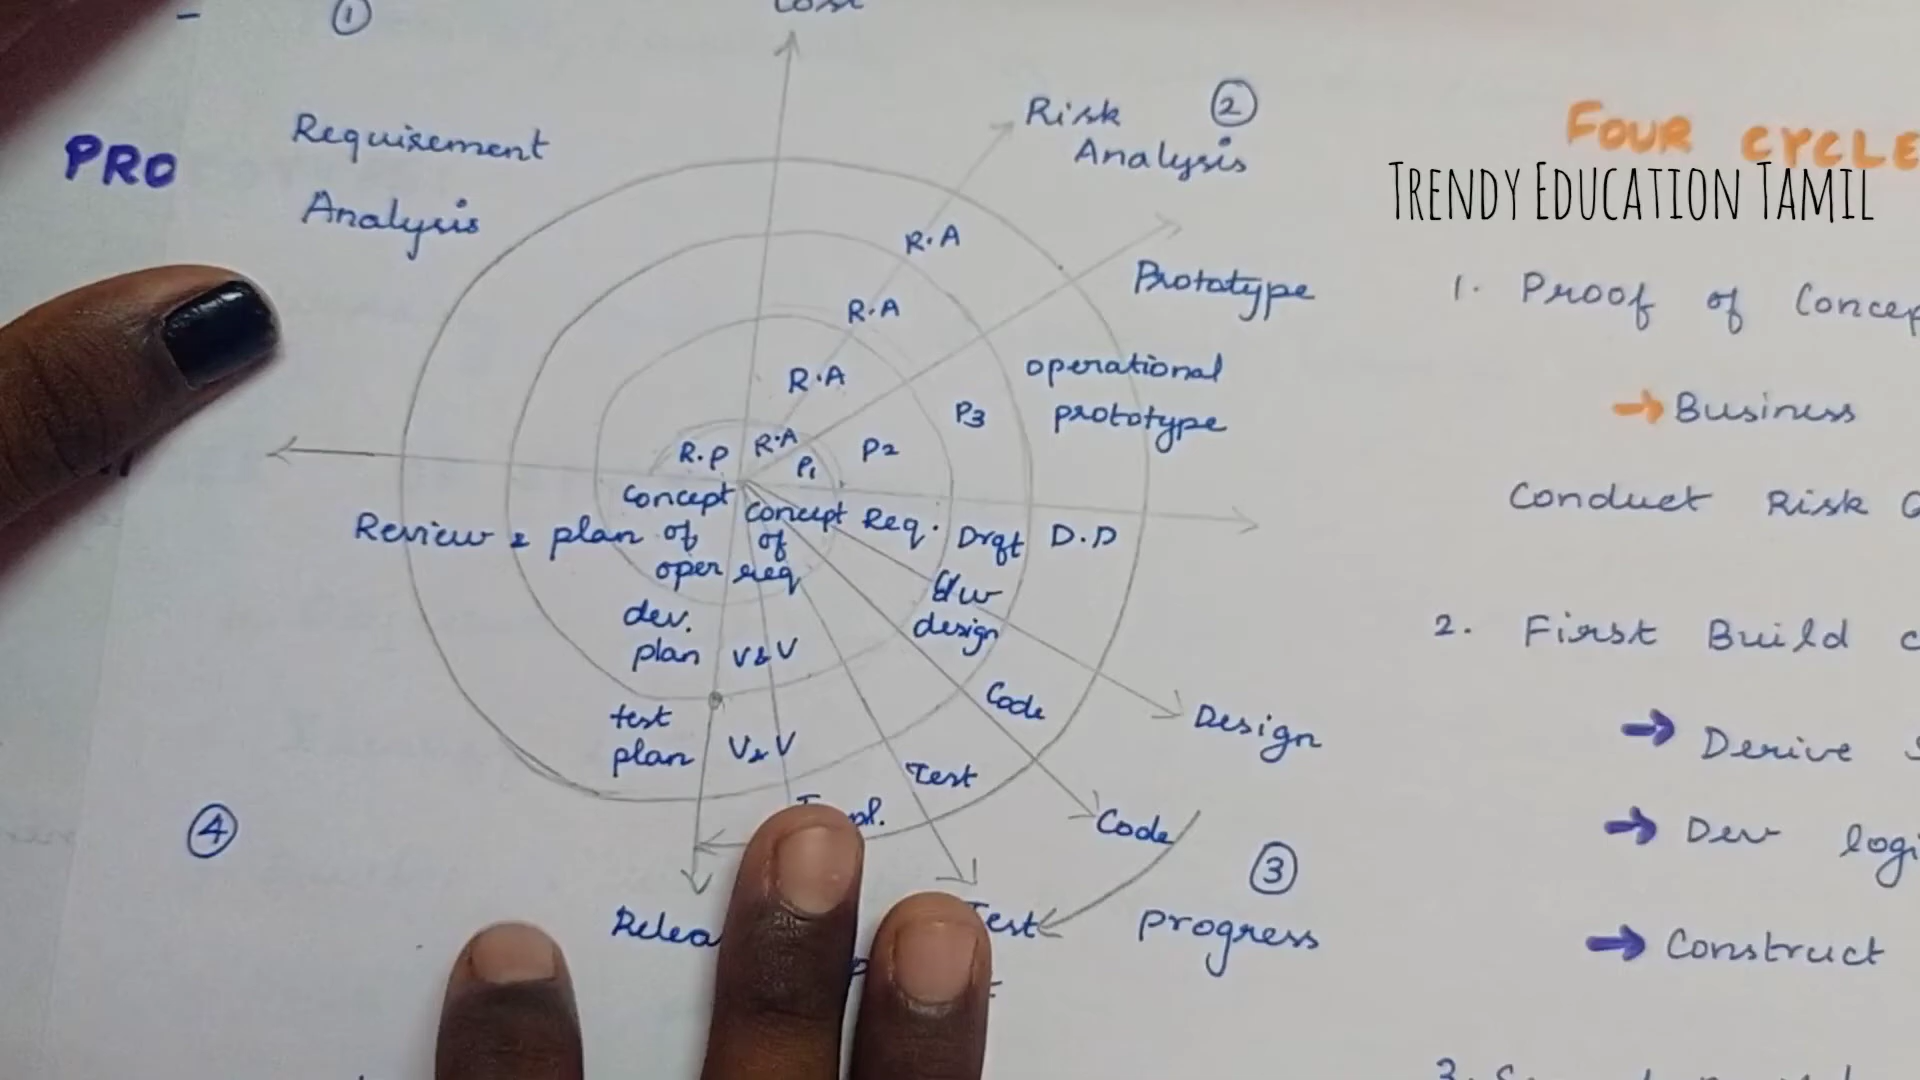 ①
Requirement
Analysis
PRO
Risk ②
Analysis
Prototype
R.A
R.A
R.A
R.A
R.P
P1
P2
P3
operational
prototype
Review & plan
concept
of
oper
concept
of
req
Req.
Draft
D.D
S/w
design
dev.
plan
V&V
test
plan
V&V
Code
Test
Design
Code
③
progress
④
FOUR CYCLE
TRENDY EDUCATION TAMIL
1. Proof of
→ Business
Conduct Risk
2. First Build
→ Derive
→ Dev
→ Construct
3.